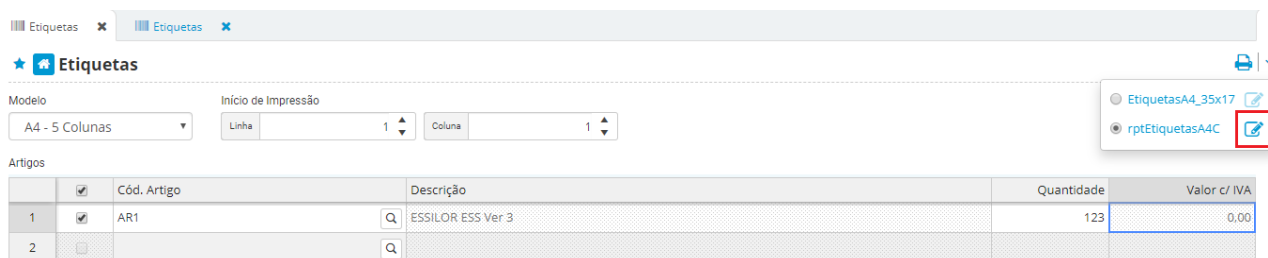 Etiquetas Etiquetas
Etiquetas
Modelo Início de Impressão
EtiquetasA4_35x17
A4 - 5 Colunas Linha 1 Coluna 1
rptEtiquetasA4C
Artigos
Cód. Artigo Descrição Quantidade Valor c/ IVA
1 AR1 ESSILOR ESS Ver 3 123 0,00
2